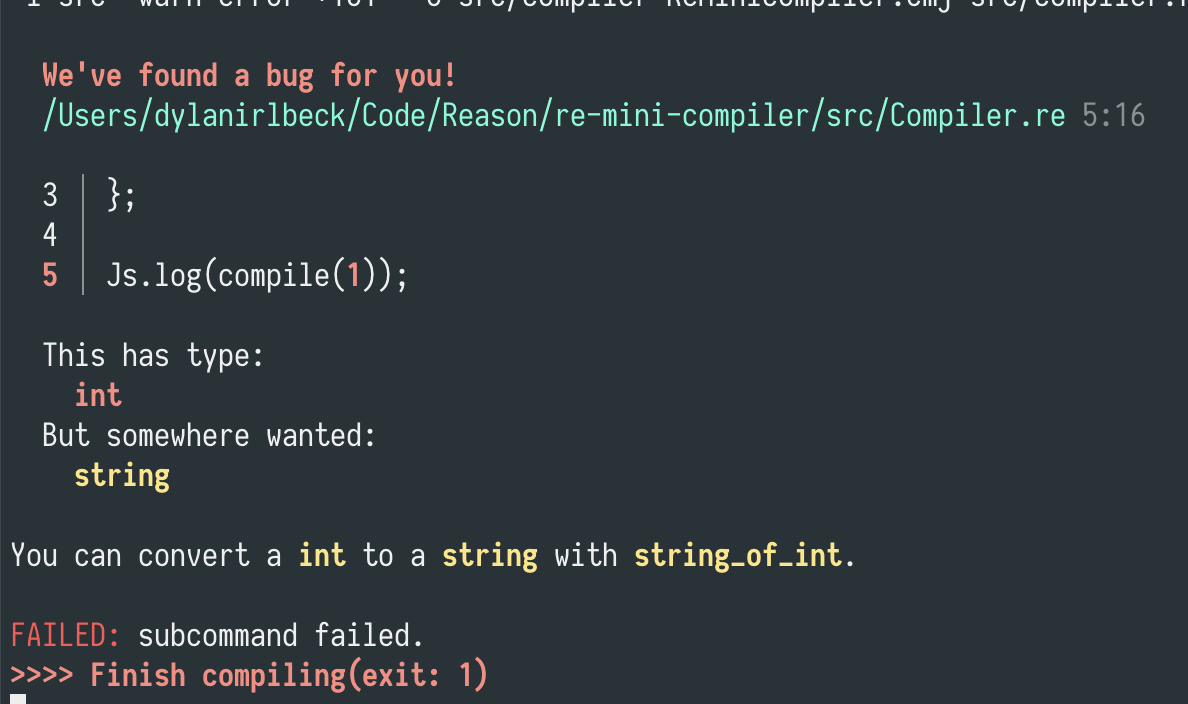 We've found a bug for you!
/Users/dylanirlbeck/Code/Reason/re-mini-compiler/src/Compiler.re 5:16
3 │ };
4 │
5 │ Js.log(compile(1));
This has type:
int
But somewhere wanted:
string
You can convert a int to a string with string_of_int.
FAILED: subcommand failed.
>>>> Finish compiling(exit: 1)